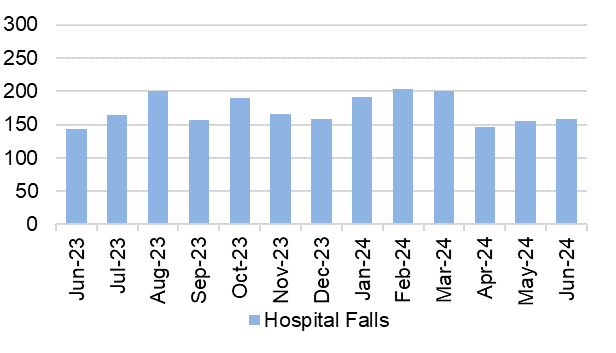 300
250
200
150
100
50
0
Jun-23
Jul-23
Aug-23
Sep-23
Oct-23
Nov-23
Dec-23
Jan-24
Feb-24
Mar-24
Apr-24
May-24
Jun-24
Hospital Falls